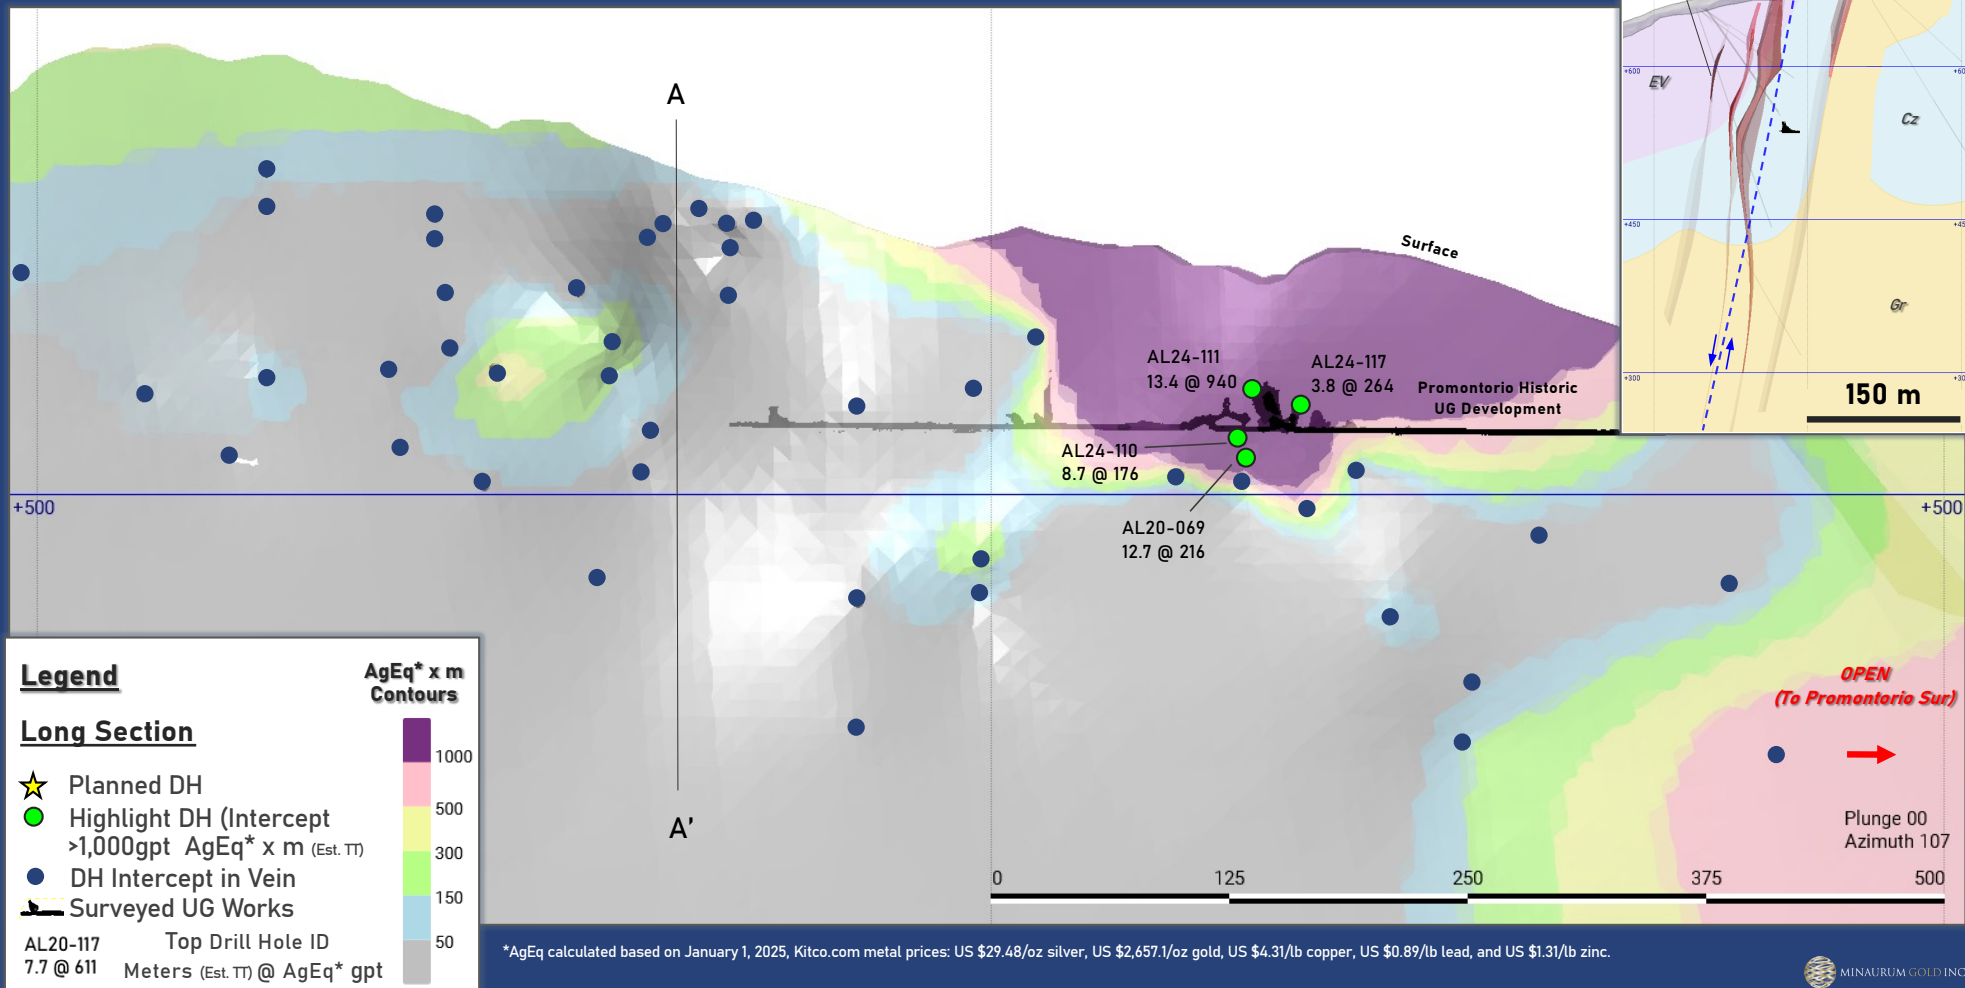 A
Surface
AL24-111
13.4 @ 940
AL24-117
3.8 @ 264
Promontorio Historic
UG Development
AL24-110
8.7 @ 176
AL20-069
12.7 @ 216
+500
+500
A'
OPEN
(To Promontorio Sur)
Plunge 00
Azimuth 107
0 125 250 375 500
EV
Cz
Gr
+600
+450
+300
150 m
Legend
AgEq* x m
Contours
Long Section
1000
500
300
150
50
Planned DH
Highlight DH (Intercept
>1,000gpt AgEq* x m (Est. TT)
DH Intercept in Vein
Surveyed UG Works
AL20-117
7.7 @ 611
Top Drill Hole ID
Meters (Est. TT) @ AgEq* gpt
*AgEq calculated based on January 1, 2025, Kitco.com metal prices: US $29.48/oz silver, US $2,657.1/oz gold, US $4.31/lb copper, US $0.89/lb lead, and US $1.31/lb zinc.
MINAURUM GOLD INC